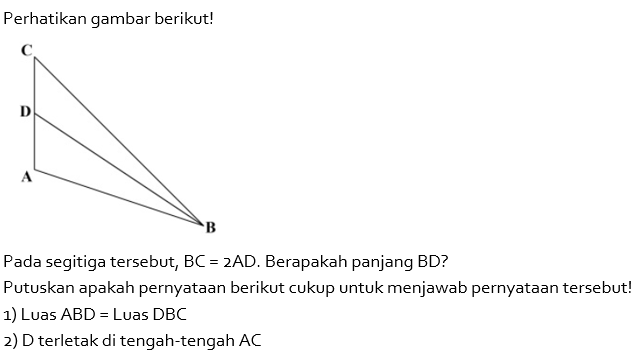 Perhatikan gambar berikut!
C
D
A
B
Pada segitiga tersebut, BC = 2AD. Berapakah panjang BD?
Putuskan apakah pernyataan berikut cukup untuk menjawab pernyataan tersebut!
1) Luas ABD = Luas DBC
2) D terletak di tengah-tengah AC